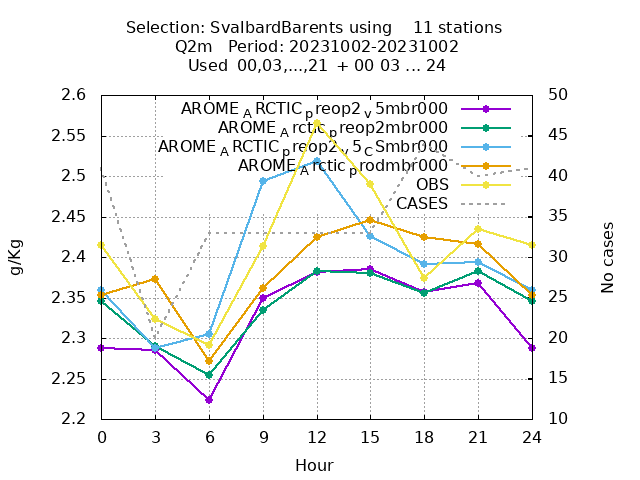 Selection: SvalbardBarents using    11 stations
Q2m   Period: 20231002-20231002
Used  00,03,...,21  + 00 03 ... 24
2.6
2.55
2.5
2.45
2.4
2.35
2.3
2.25
2.2
g/Kg
AROME_ARCTIC_preop2_v5mbr000
AROME_Arctic_preop2mbr000
AROME_ARCTIC_preop2_v5_CSmbr000
AROME_Arctic_prodmbr000
OBS
CASES
50
45
40
35
30
25
20
15
10
No cases
0 3 6 9 12 15 18 21 24
Hour